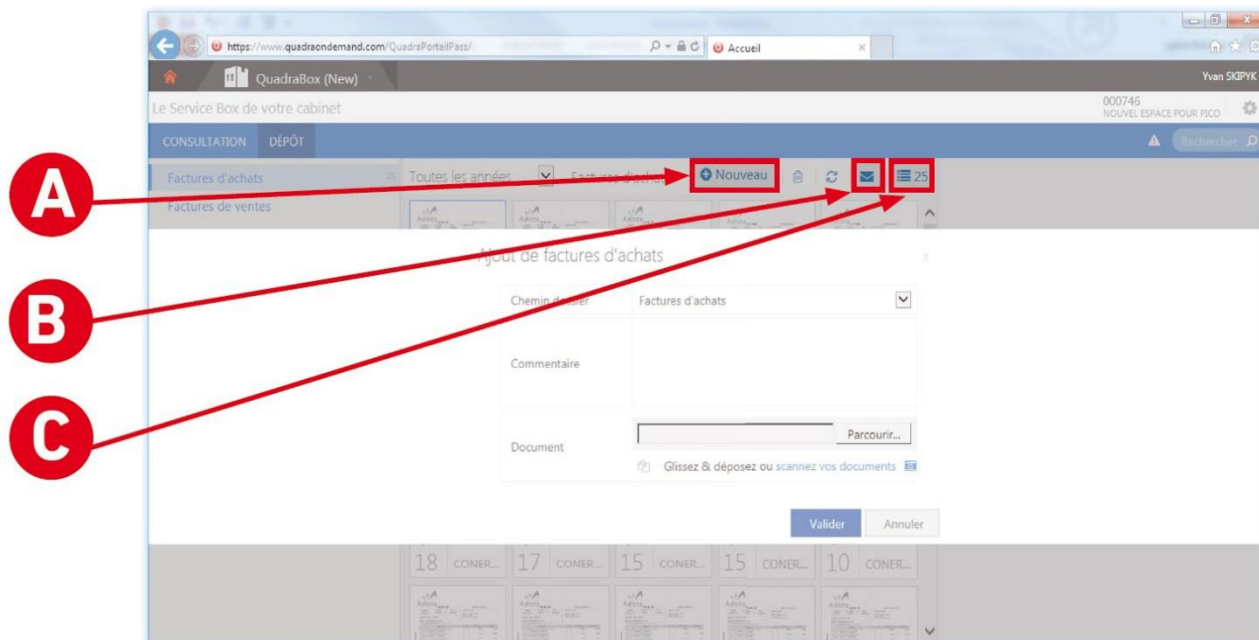 https://www.quadraondemand.com/QuadraPortailPass/
Accueil
QuadraBox (New)
Yvan SKIPYK
Le Service Box de votre cabinet
000746
NOUVEL ESPACE POUR PICO
CONSULTATION DÉPÔT
Rechercher
A
Factures d'achats 25
Toutes les années Factures d'achats
Nouveau
25
Factures de ventes
Ajout de factures d'achats
x
B
Chemin dossier Factures d'achats
Commentaire
C
Document
Parcourir...
Glissez & déposez ou scannez vos documents
Valider Annuler
18 CONER... 17 CONER... 15 CONER... 15 CONER... 10 CONER...